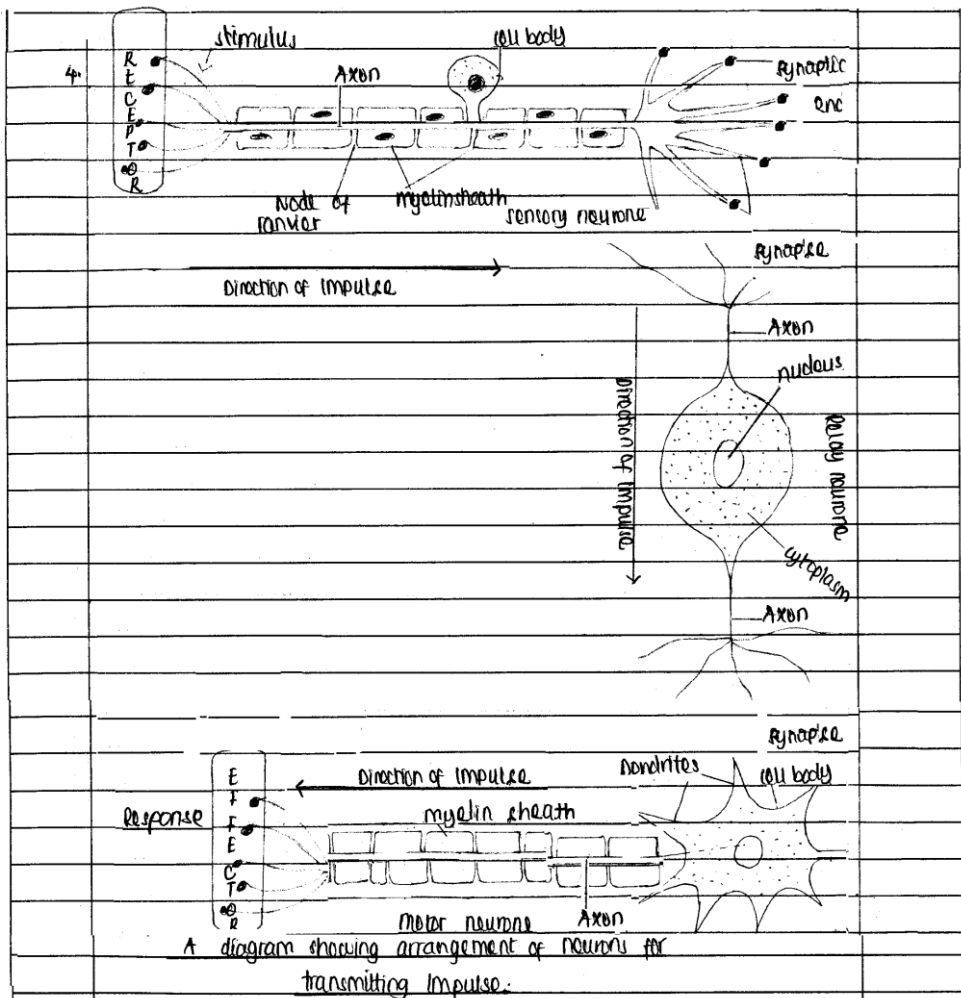 4.
RECEPTOR
stimulus
Axon
cell body
synaptic
end
Node of
ranvier
myelinsheath
sensory neurone
synapse
Direction of Impulse
Axon
nucleus
Direction of Impulse
Relay neurone
cytoplasm
Axon
synapse
EFFECTOR
Direction of Impulse
Dendrites
cell body
Response
myelin sheath
motor neurone
Axon
A diagram showing arrangement of neurons for
transmitting Impulse.